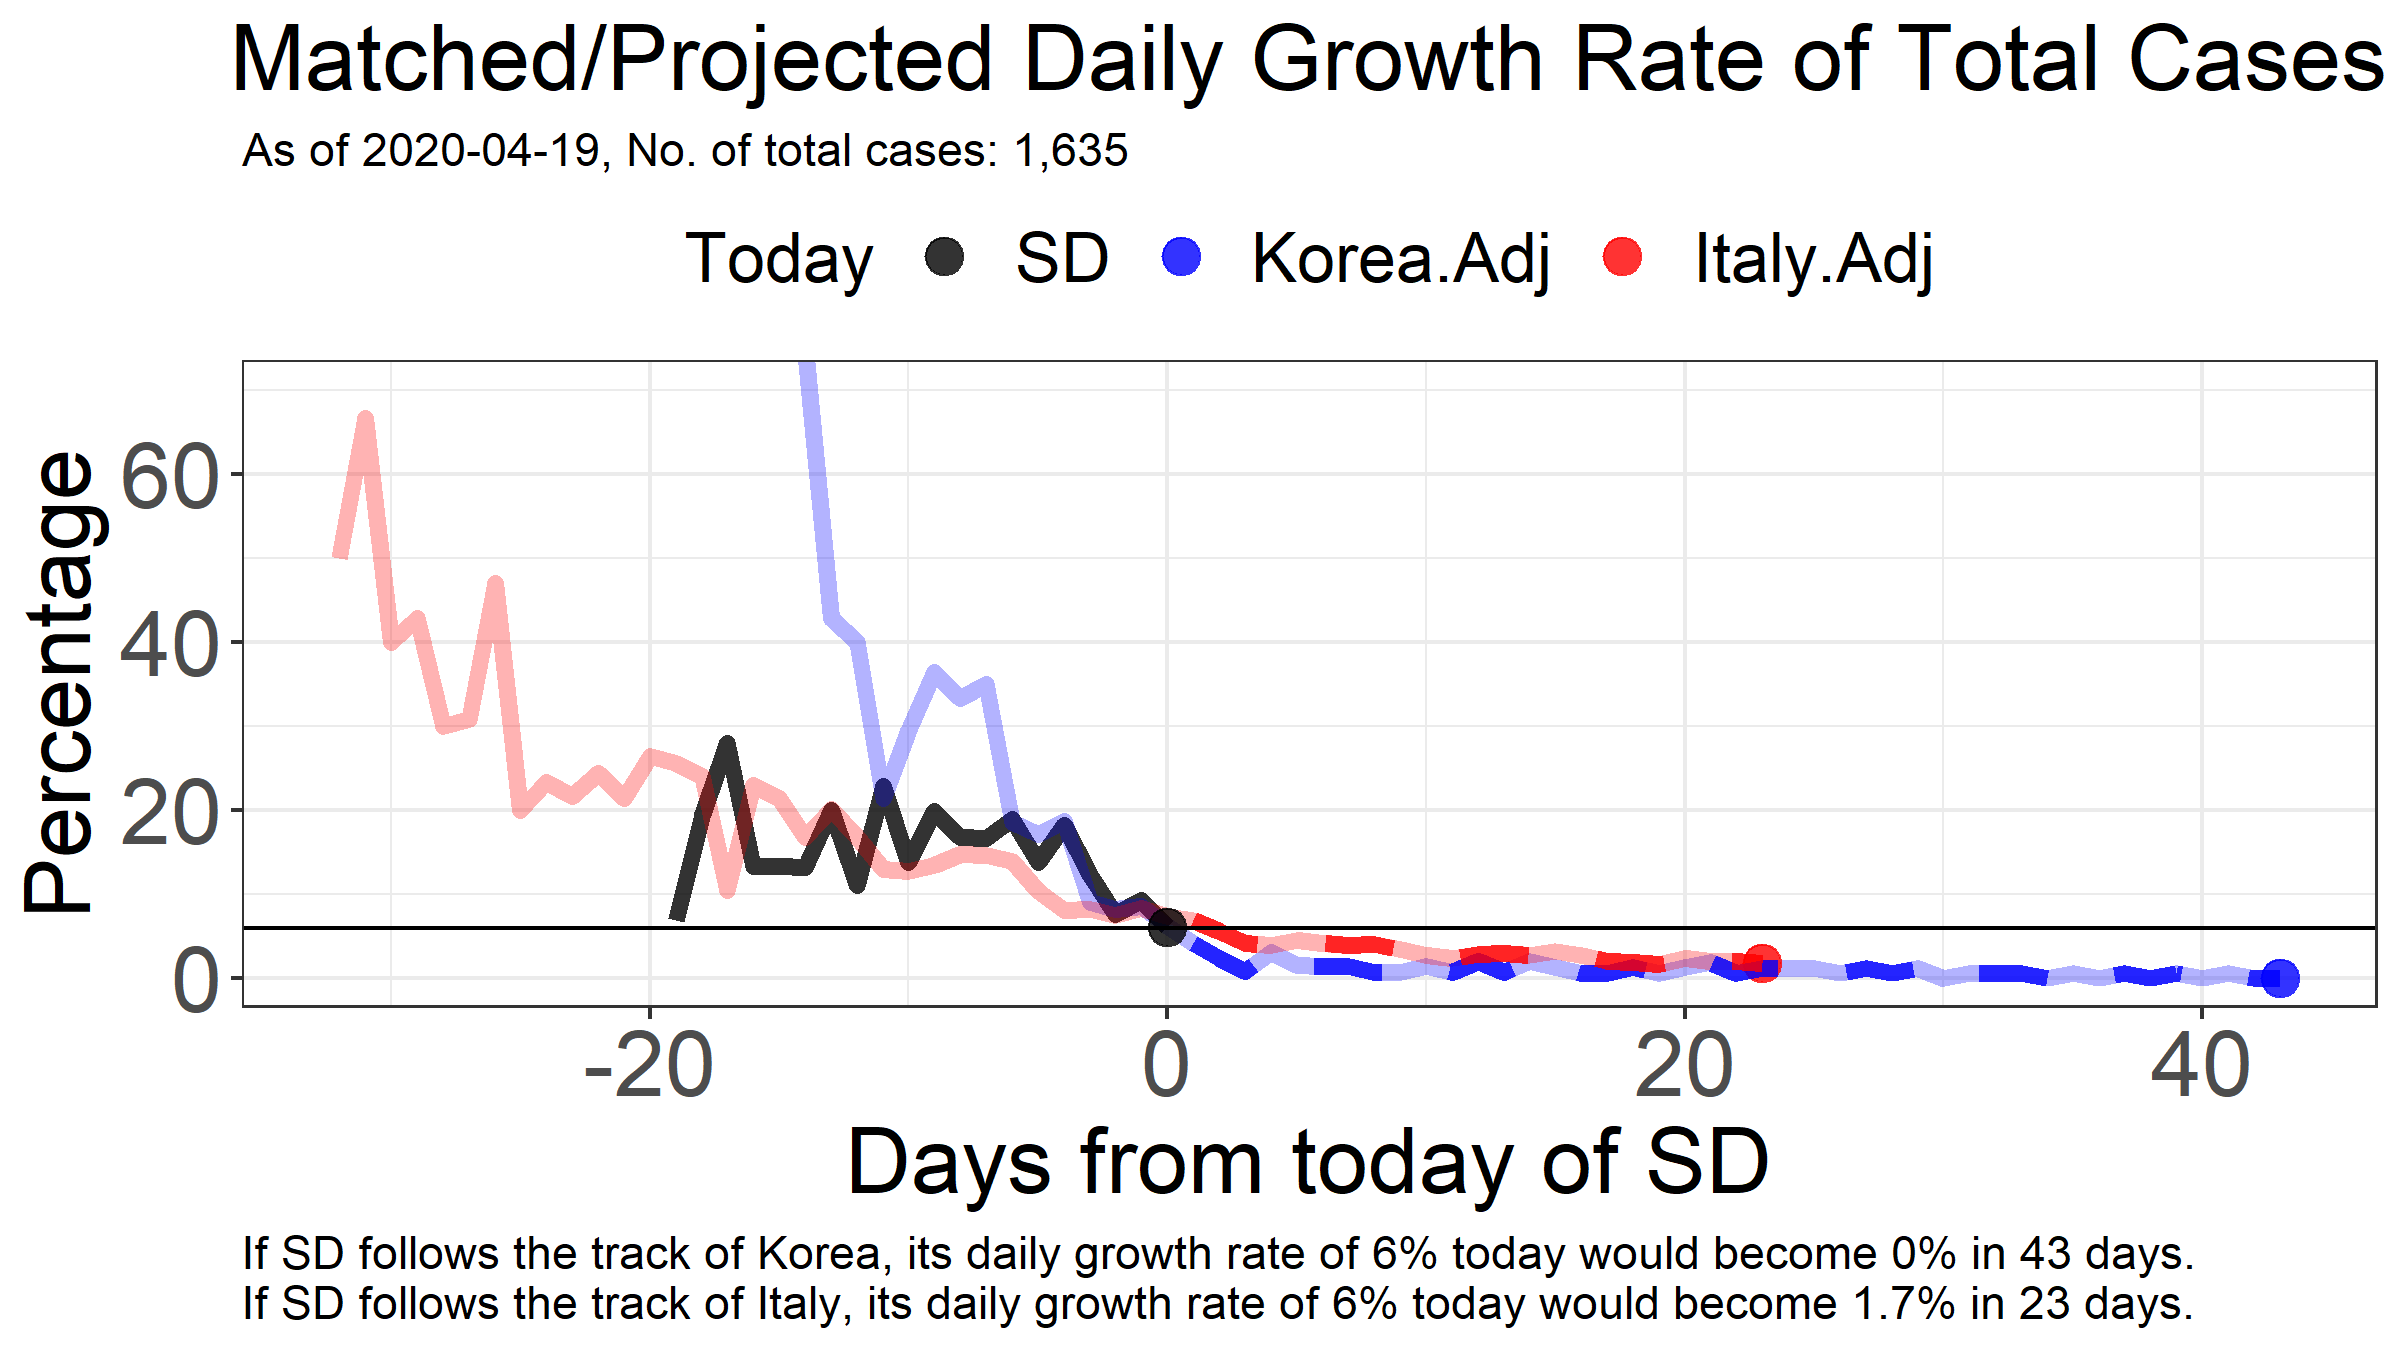 Matched/Projected Daily Growth Rate of Total Cases
As of 2020-04-19, No. of total cases: 1,635
Today SD Korea.Adj Italy.Adj
Percentage
60
40
20
0
-20 0 20 40
Days from today of SD
If SD follows the track of Korea, its daily growth rate of 6% today would become 0% in 43 days.
If SD follows the track of Italy, its daily growth rate of 6% today would become 1.7% in 23 days.